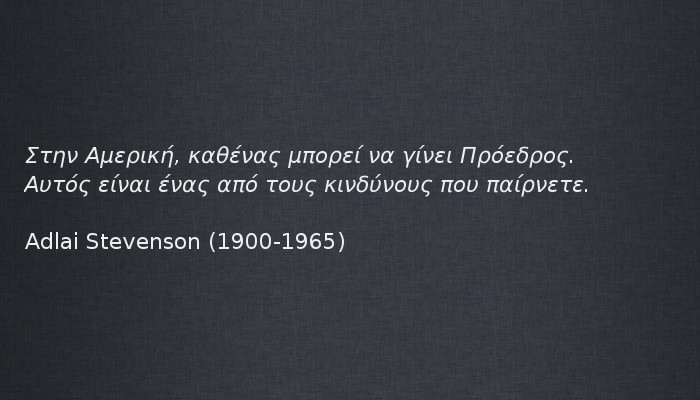 Στην Αμερική, καθένας μπορεί να γίνει Πρόεδρος.
Αυτός είναι ένας από τους κινδύνους που παίρνετε.
Adlai Stevenson (1900-1965)